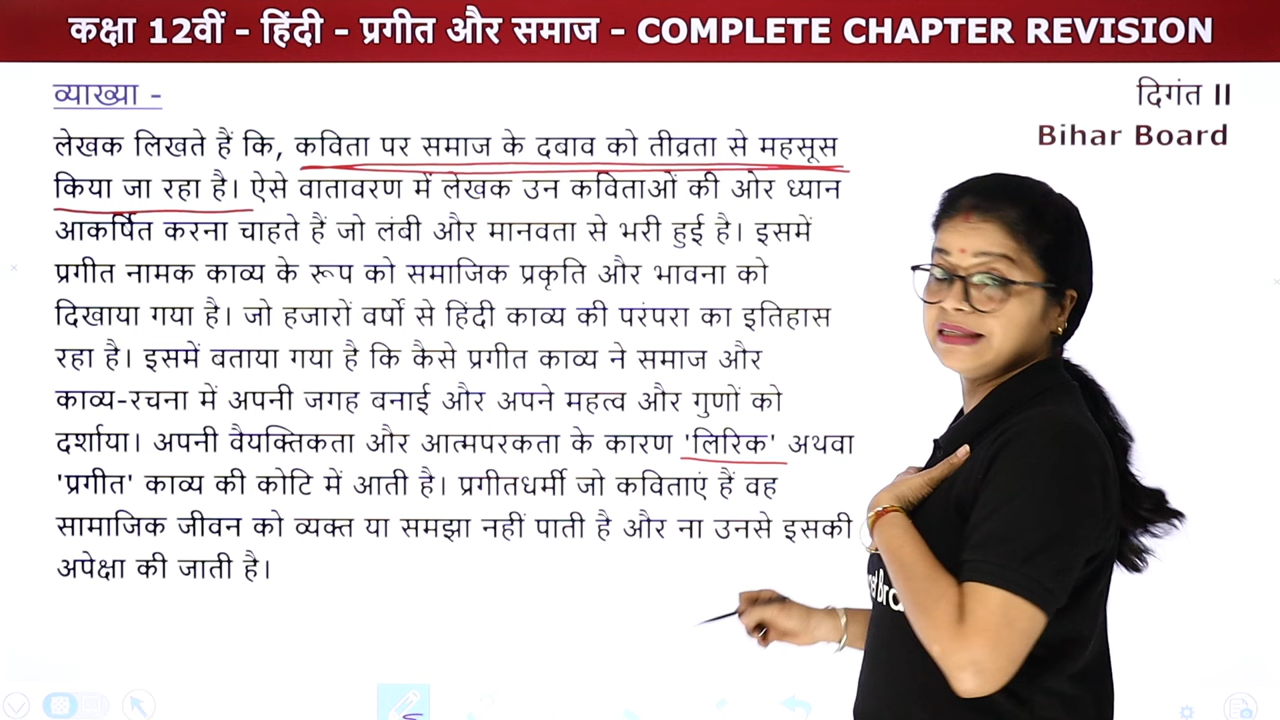 कक्षा 12वीं - हिंदी - प्रगीत और समाज - COMPLETE CHAPTER REVISION
व्याख्या -
दिगंत II
Bihar Board
लेखक लिखते हैं कि, कविता पर समाज के दवाव को तीव्रता से महसूस
किया जा रहा है। ऐसे वातावरण में लेखक उन कविताओं की ओर ध्यान
आकर्षित करना चाहते हैं जो लंबी और मानवता से भरी हुई है। इसमें
प्रगीत नामक काव्य के रूप को समाजिक प्रकृति और भावना को
दिखाया गया है। जो हजारों वर्षों से हिंदी काव्य की परंपरा का इतिहास
रहा है। इसमें बताया गया है कि कैसे प्रगीत काव्य ने समाज और
काव्य-रचना में अपनी जगह वनाई और अपने महत्व और गुणों को
दर्शाया। अपनी वैयक्तिकता और आत्मपरकता के कारण 'लिरिक' अथवा
'प्रगीत' काव्य की कोटि में आती है। प्रगीतधर्मी जो कविताएं हैं वह
सामाजिक जीवन को व्यक्त या समझा नहीं पाती है और ना उनसे इसकी
अपेक्षा की जाती है।